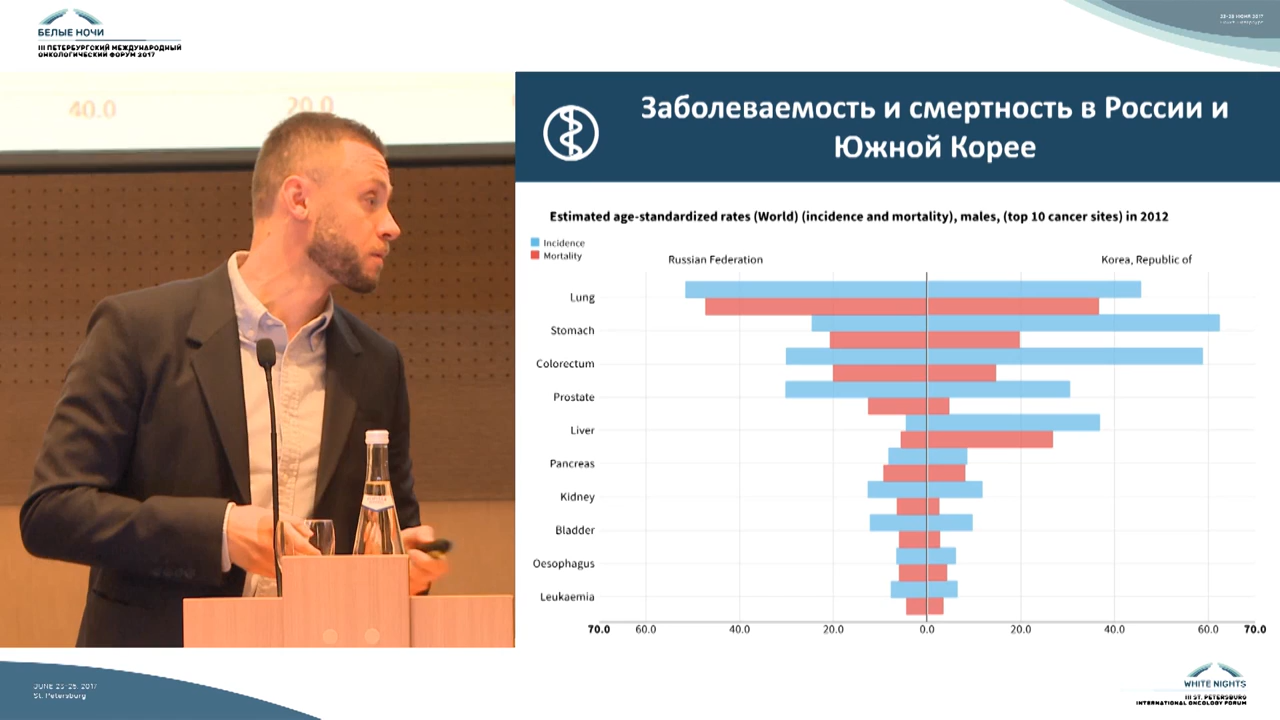 БЕЛЫЕ НОЧИ
III ПЕТЕРБУРГСКИЙ МЕЖДУНАРОДНЫЙ
ОНКОЛОГИЧЕСКИЙ ФОРУМ 2017
40.0 20.0
Заболеваемость и смертность в России и
Южной Корее
Estimated age-standardized rates (World) (incidence and mortality), males, (top 10 cancer sites) in 2012
Incidence
Mortality
Russian Federation
Korea, Republic of
Lung
Stomach
Colorectum
Prostate
Liver
Pancreas
Kidney
Bladder
Oesophagus
Leukaemia
70.0 60.0 40.0 20.0 0.0 20.0 40.0 60.0 70.0
St. Petersburg
WHITE NIGHTS
III ST. PETERSBURG
INTERNATIONAL ONCOLOGY FORUM